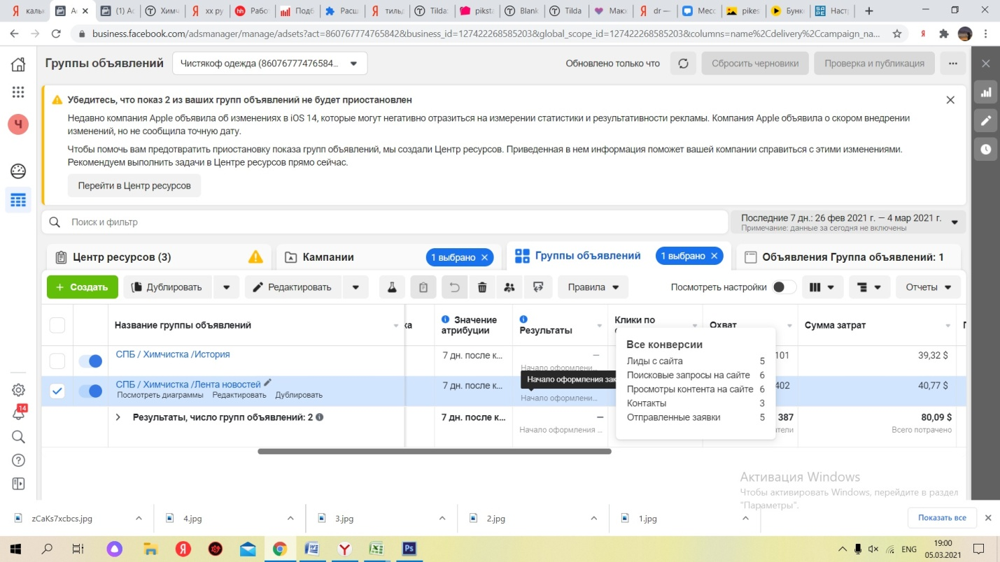 кальк
Ас
(1) Ас
Химч
хх ру
Рабо
Подб
Расш
тильд
Tilda
piksta
Blank
Tilda
Макх
dr —
Месс
pikes
Бунк
Настр
business.facebook.com/adsmanager/manage/adsets?act=860767774765842&business_id=127422268585203&global_scope_id=127422268585203&columns=name%2Cdelivery%2Ccampaign_na...
Группы объявлений
Чистякоф одежда (86076777476584...
Обновлено только что
Сбросить черновики
Проверка и публикация
Ч
Убедитесь, что показ 2 из ваших групп объявлений не будет приостановлен
Недавно компания Apple объявила об изменениях в iOS 14, которые могут негативно отразиться на измерении статистики и результативности рекламы. Компания Apple объявила о скором внедрении
изменений, но не сообщила точную дату.
Чтобы помочь вам предотвратить приостановку показа групп объявлений, мы создали Центр ресурсов. Приведенная в нем информация поможет вашей компании справиться с этими изменениями.
Рекомендуем выполнить задачи в Центре ресурсов прямо сейчас.
Перейти в Центр ресурсов
Поиск и фильтр
Последние 7 дн.: 26 фев 2021 г. — 4 мар 2021 г.
Примечание: данные за сегодня не включены
Центр ресурсов (3)
Кампании
1 выбрано
Группы объявлений
1 выбрано
Объявления Группа объявлений: 1
+ Создать
Дублировать
Редактировать
Правила
Посмотреть настройки
Отчеты
Название группы объявлений
ка
Значение
атрибуции
Результаты
Клики по
Охват
Сумма затрат
СПБ / Химчистка /История
7 дн. после к...
—
Начало оформлени...
101
39,32 $
СПБ / Химчистка /Лента новостей
Посмотреть диаграммы Редактировать Дублировать
7 дн. после к...
Начало оформления зак
Начало оформлени...
402
40,77 $
Результаты, число групп объявлений: 2
7 дн. после к...
—
Начало оформления ...
387
80,09 $
Всего потрачено
Все конверсии
Лиды с сайта 5
Поисковые запросы на сайте 6
Просмотры контента на сайте 6
Контакты 3
Отправленные заявки 5
14
Активация Windows
Чтобы активировать Windows, перейдите в раздел
"Параметры".
zCaKs7xcbcs.jpg
4.jpg
3.jpg
2.jpg
1.jpg
Показать все
ENG
19:00
05.03.2021